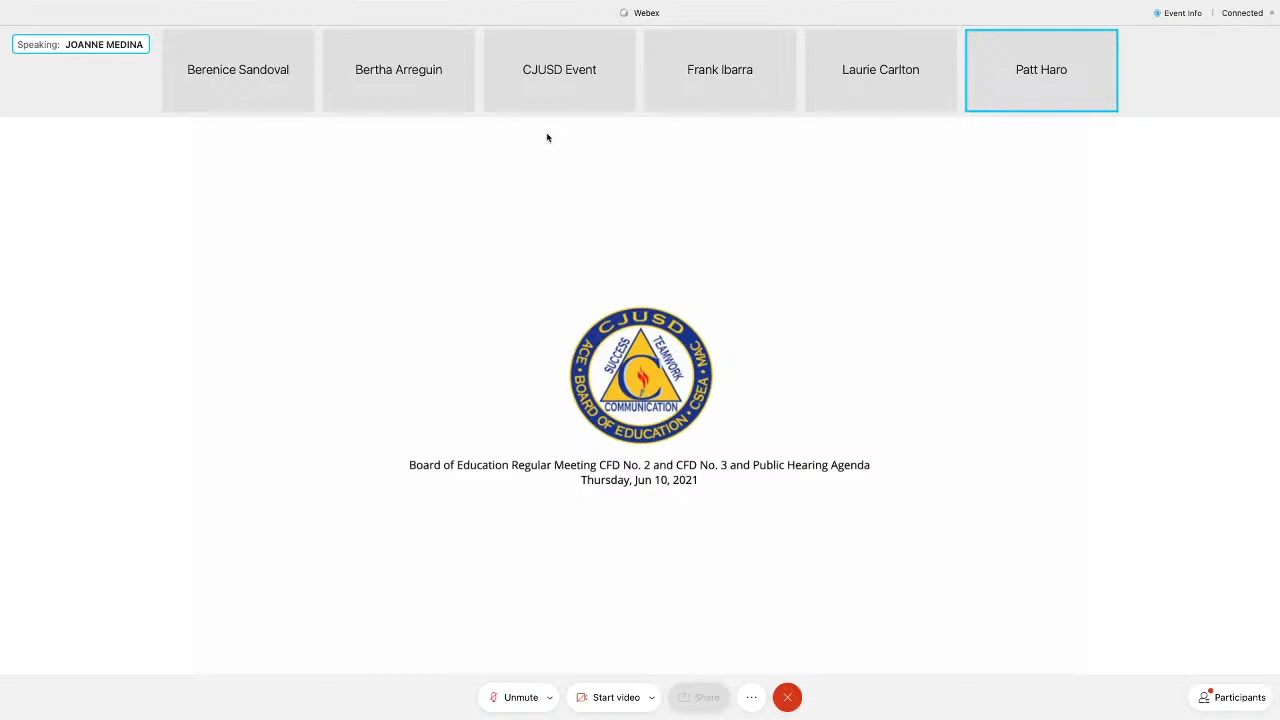 Webex
Event Info
Connected
Speaking: JOANNE MEDINA
Berenice Sandoval
Bertha Arreguin
CJUSD Event
Frank Ibarra
Laurie Carlton
Patt Haro
CJUSD
ACE • BOARD OF EDUCATION • CSEA • MAC
SUCCESS
TEAMWORK
C
COMMUNICATION
Board of Education Regular Meeting CFD No. 2 and CFD No. 3 and Public Hearing Agenda
Thursday, Jun 10, 2021
Unmute
Start video
Share
Participants